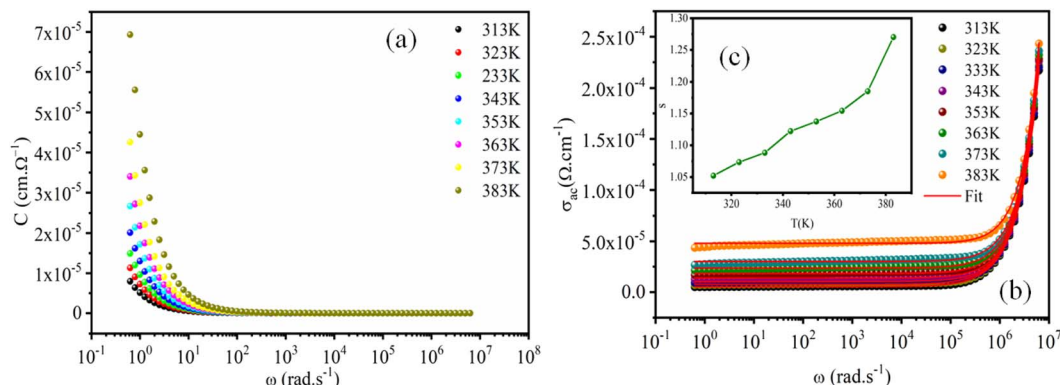 (a)
7x10⁻⁵
6x10⁻⁵
5x10⁻⁵
4x10⁻⁵
3x10⁻⁵
2x10⁻⁵
1x10⁻⁵
0
C (cm.Ω⁻¹)
313K
323K
233K
343K
353K
363K
373K
383K
10⁻¹ 10⁰ 10¹ 10² 10³ 10⁴ 10⁵ 10⁶ 10⁷
ω (rad.s⁻¹)
2.5x10⁻⁴
2.0x10⁻⁴
1.5x10⁻⁴
1.0x10⁻⁴
5.0x10⁻⁵
0.0
σac(Ω.cm⁻¹)
(c)
1.30
1.25
1.20
1.15
1.10
1.05
s
320 340 360 380
T(K)
313K
323K
333K
343K
353K
363K
373K
383K
Fit
(b)
10⁻¹ 10⁰ 10¹ 10² 10³ 10⁴ 10⁵ 10⁶ 10⁷
ω (rad.s⁻¹)